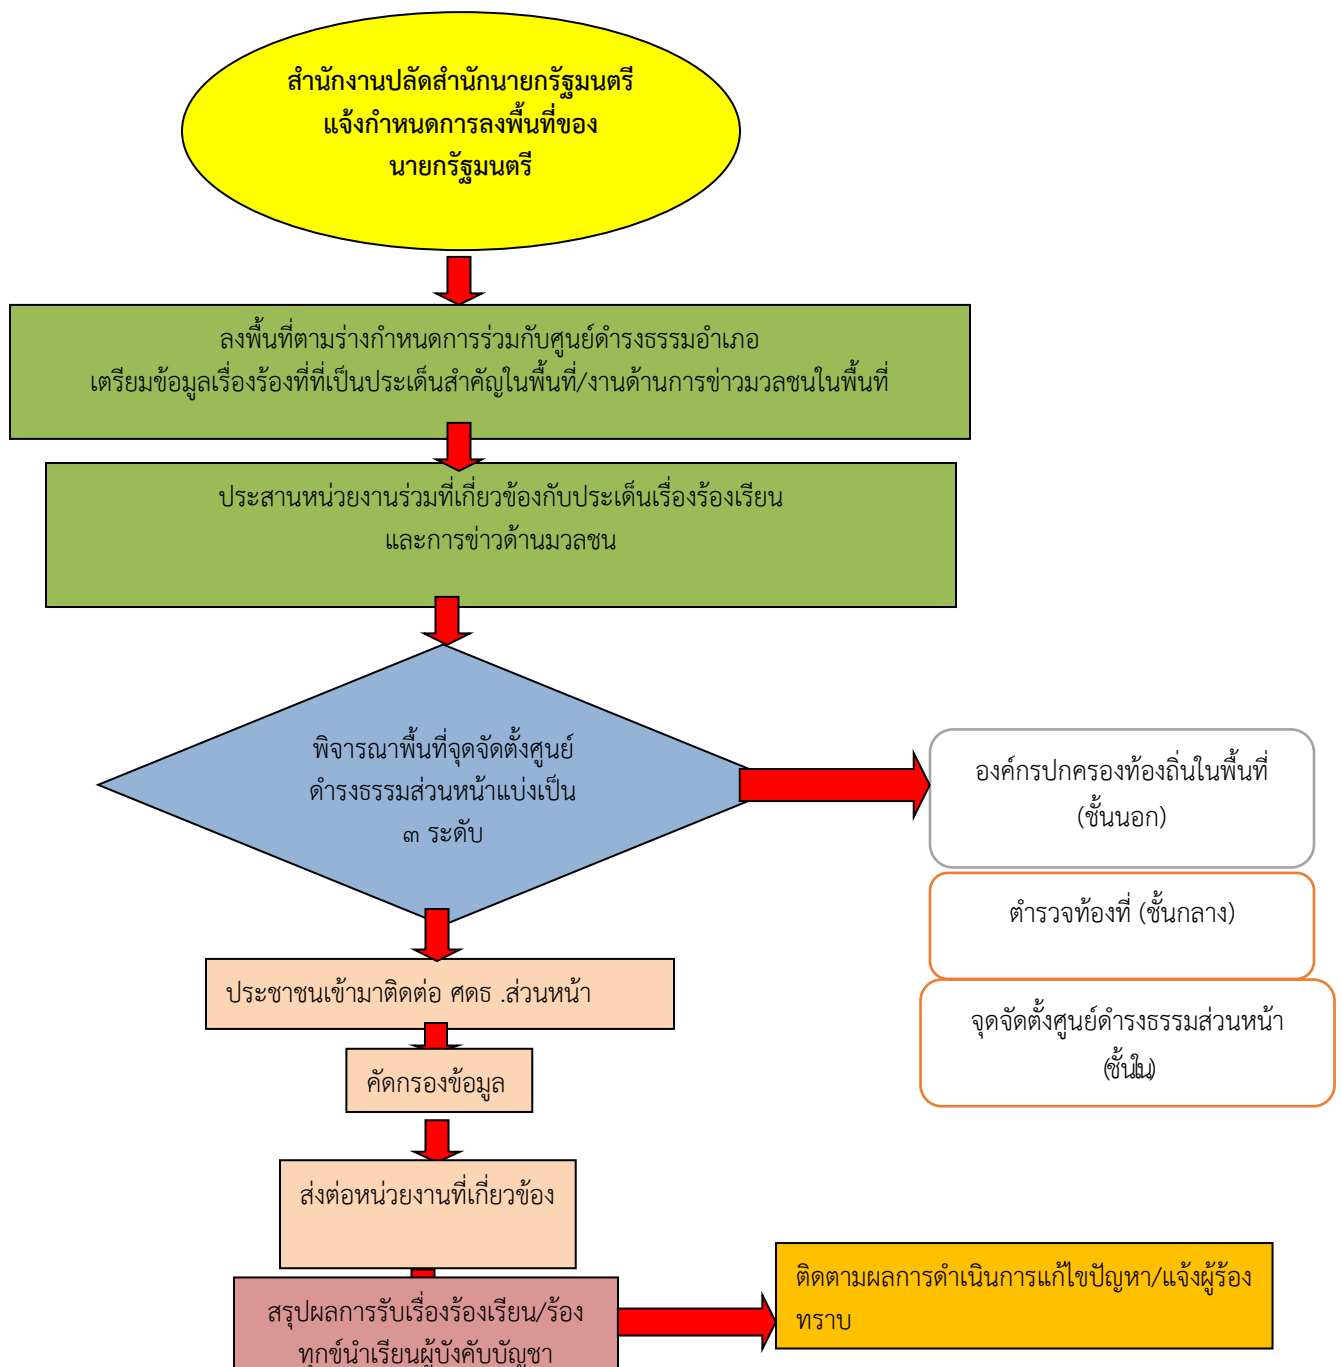 สำนักงานปลัดสำนักนายกรัฐมนตรี
แจ้งกำหนดการลงพื้นที่ของ
นายกรัฐมนตรี
ลงพื้นที่ตามร่างกำหนดการร่วมกับศูนย์ดำรงธรรมอำเภอ
เตรียมข้อมูลเรื่องร้องที่ที่เป็นประเด็นสำคัญในพื้นที่/งานด้านการข่าวมวลชนในพื้นที่
ประสานหน่วยงานร่วมที่เกี่ยวข้องกับประเด็นเรื่องร้องเรียน
และการข่าวด้านมวลชน
พิจารณาพื้นที่จุดจัดตั้งศูนย์
ดำรงธรรมส่วนหน้าแบ่งเป็น
๓ ระดับ
องค์กรปกครองท้องถิ่นในพื้นที่
(ชั้นนอก)
ตำรวจท้องที่ (ชั้นกลาง)
จุดจัดตั้งศูนย์ดำรงธรรมส่วนหน้า
(ชั้นใน)
ประชาชนเข้ามาติดต่อ ศดธ .ส่วนหน้า
คัดกรองข้อมูล
ส่งต่อหน่วยงานที่เกี่ยวข้อง
สรุปผลการรับเรื่องร้องเรียน/ร้อง
ทุกข์นำเรียนผู้บังคับบัญชา
ติดตามผลการดำเนินการแก้ไขปัญหา/แจ้งผู้ร้อง
ทราบ